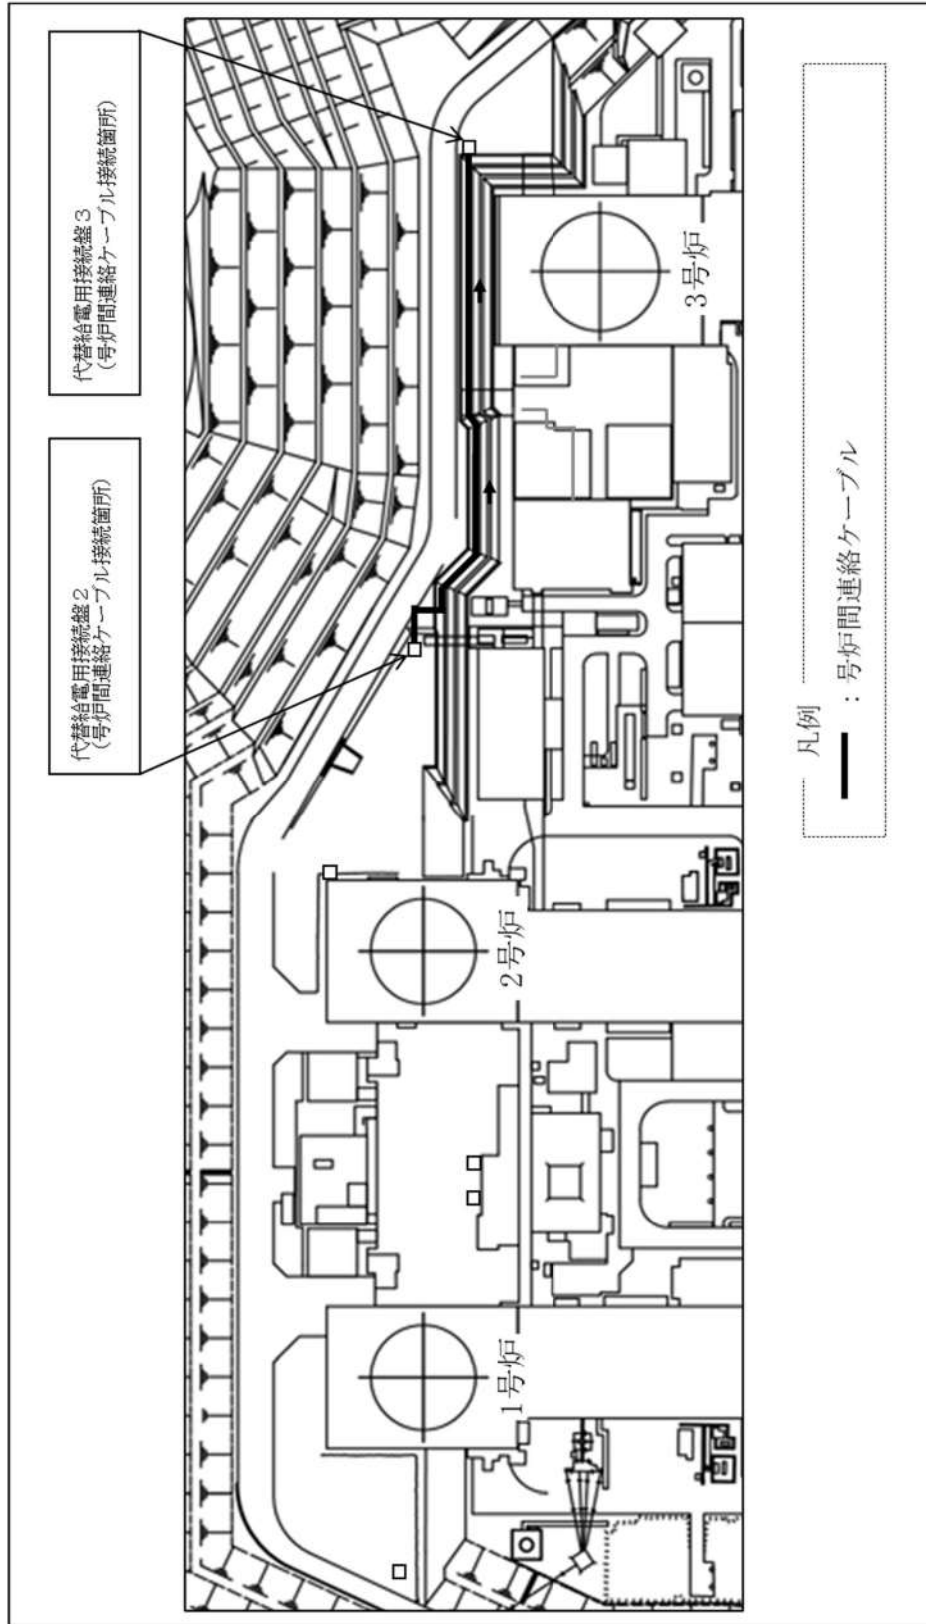 代替給電用接続盤2
(号炉間連絡ケーブル接続箇所)
代替給電用接続盤3
(号炉間連絡ケーブル接続箇所)
1号炉
2号炉
3号炉
凡例
:号炉間連絡ケーブル